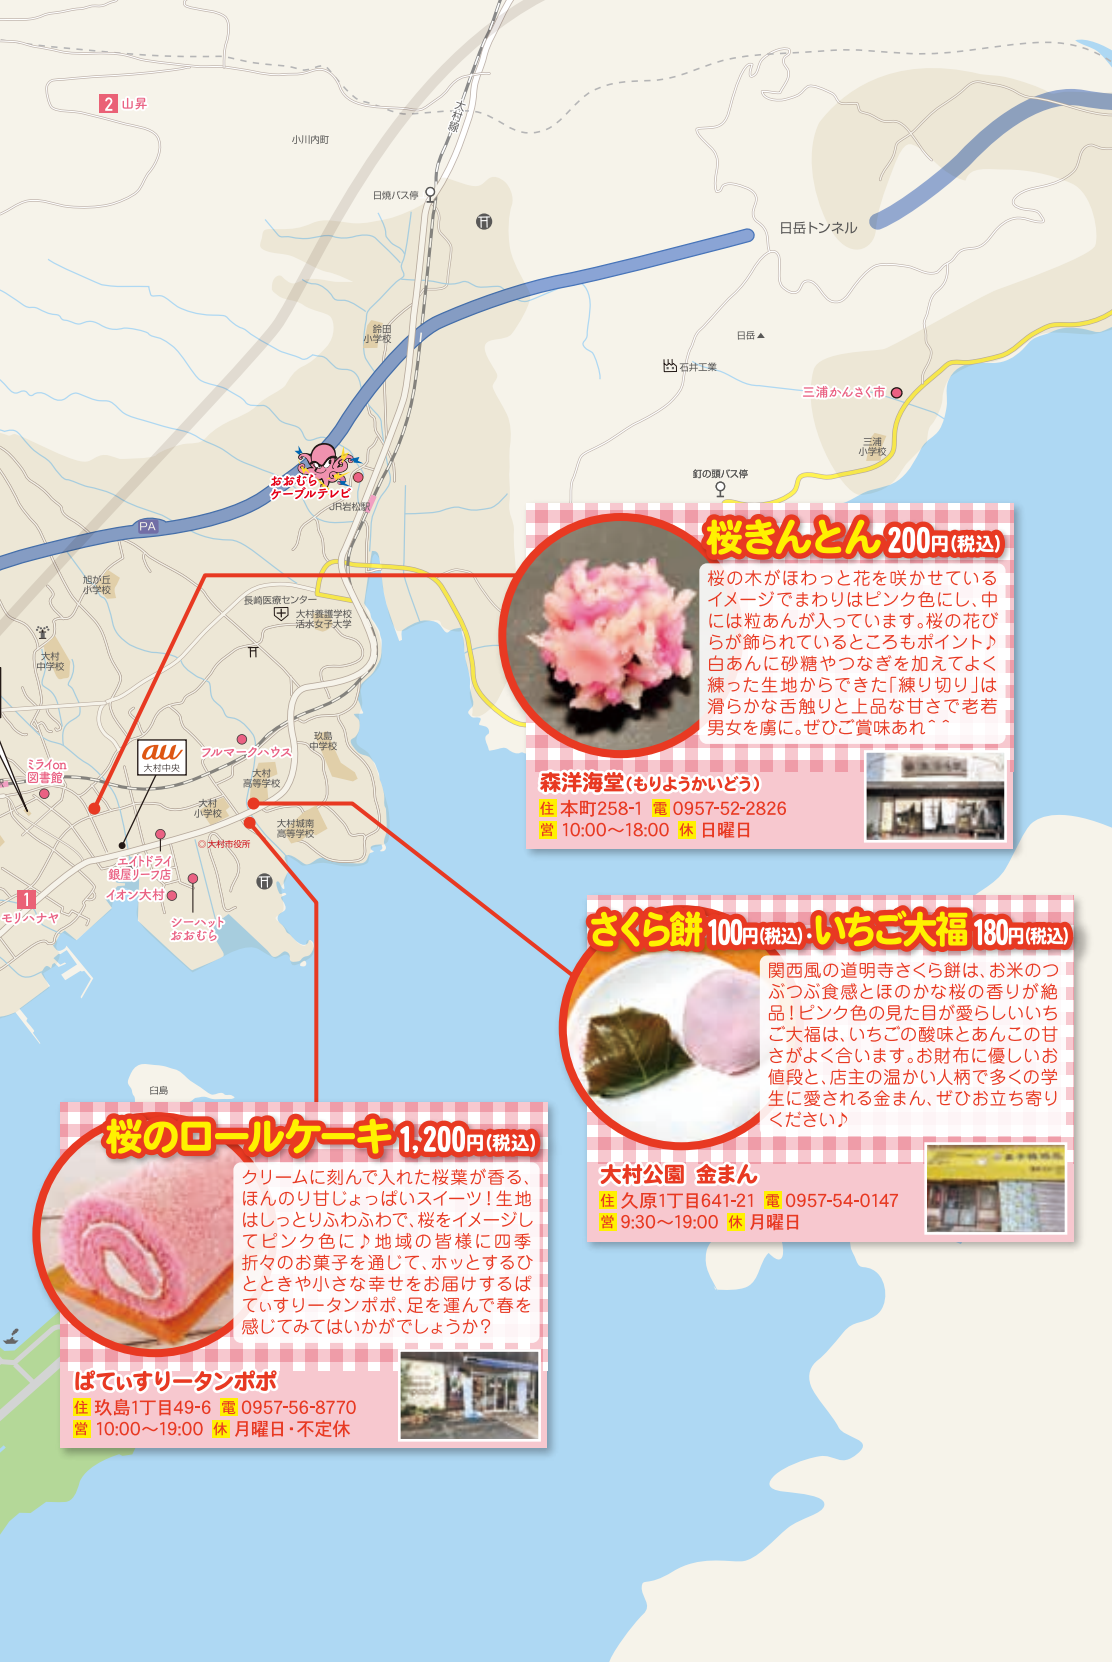 2 山昇
大村線
小川内町
日焼バス停
日岳トンネル
鈴田
小学校
日岳▲
石井工業
三浦かんさく市
三浦
小学校
釘の頭バス停
おおむら
ケーブルテレビ
JR岩松駅
PA
旭が丘
小学校
長崎医療センター
大村養護学校
活水女子大学
大村
中学校
au
大村中央
フルマークハウス
玖島
中学校
ミライon
図書館
大村
高等学校
大村
小学校
大村城南
高等学校
◎大村市役所
エイトドライ
銀屋リーフ店
イオン大村
1
モリハナヤ
シーハット
おおむら
臼島
桜きんとん 200円(税込)
桜の木がほわっと花を咲かせている
イメージでまわりはピンク色にし、中
には粒あんが入っています。桜の花び
らが飾られているところもポイント♪
白あんに砂糖やつなぎを加えてよく
練った生地からできた「練り切り」は
滑らかな舌触りと上品な甘さで老若
男女を虜に。ぜひご賞味あれ^ ^
森洋海堂(もりようかいどう)
住 本町258-1 電 0957-52-2826
営 10:00〜18:00 休 日曜日
さくら餅 100円(税込)・いちご大福 180円(税込)
関西風の道明寺さくら餅は、お米のつ
ぶつぶ食感とほのかな桜の香りが絶
品！ピンク色の見た目が愛らしいいち
ご大福は、いちごの酸味とあんこの甘
さがよく合います。お財布に優しいお
値段と、店主の温かい人柄で多くの学
生に愛される金まん、ぜひお立ち寄り
ください♪
大村公園 金まん
住 久原1丁目641-21 電 0957-54-0147
営 9:30〜19:00 休 月曜日
桜のロールケーキ 1,200円(税込)
クリームに刻んで入れた桜葉が香る、
ほんのり甘じょっぱいスイーツ！生地
はしっとりふわふわで、桜をイメージし
てピンク色に♪地域の皆様に四季
折々のお菓子を通じて、ホッとするひ
とときや小さな幸せをお届けするぱ
てぃすりータンポポ、足を運んで春を
感じてみてはいかがでしょうか？
ぱてぃすりータンポポ
住 玖島1丁目49-6 電 0957-56-8770
営 10:00〜19:00 休 月曜日・不定休